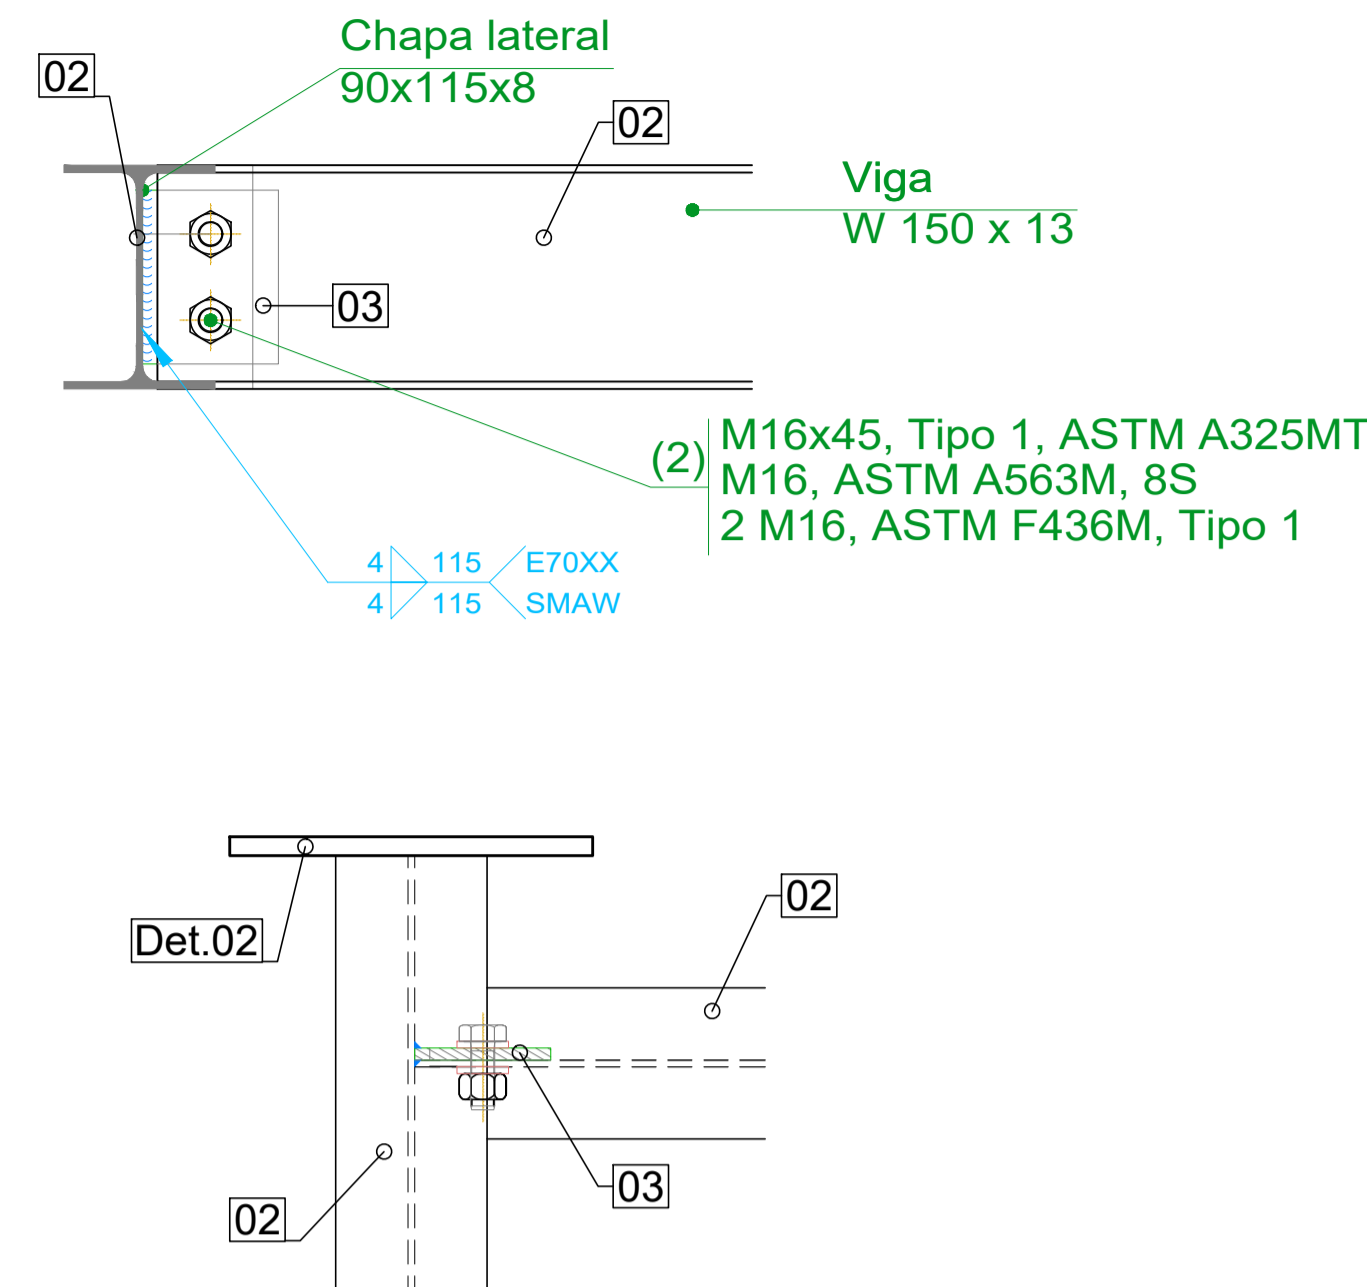 Chapa lateral
90x115x8
02
02
Viga
W 150 x 13
03
(2)
M16x45, Tipo 1, ASTM A325MT
M16, ASTM A563M, 8S
2 M16, ASTM F436M, Tipo 1
4 115 E70XX
4 115 SMAW
02
Det.02
03
02